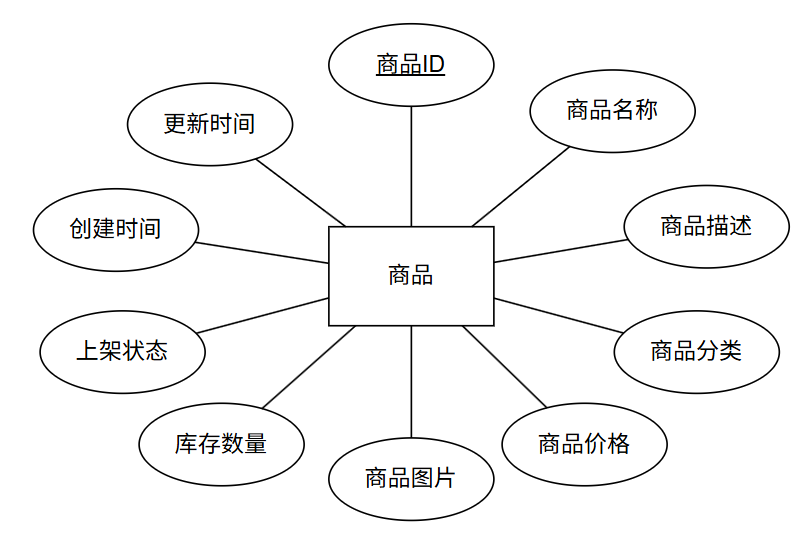 商品ID
商品名称
更新时间
商品描述
创建时间
商品
上架状态
商品分类
库存数量
商品价格
商品图片